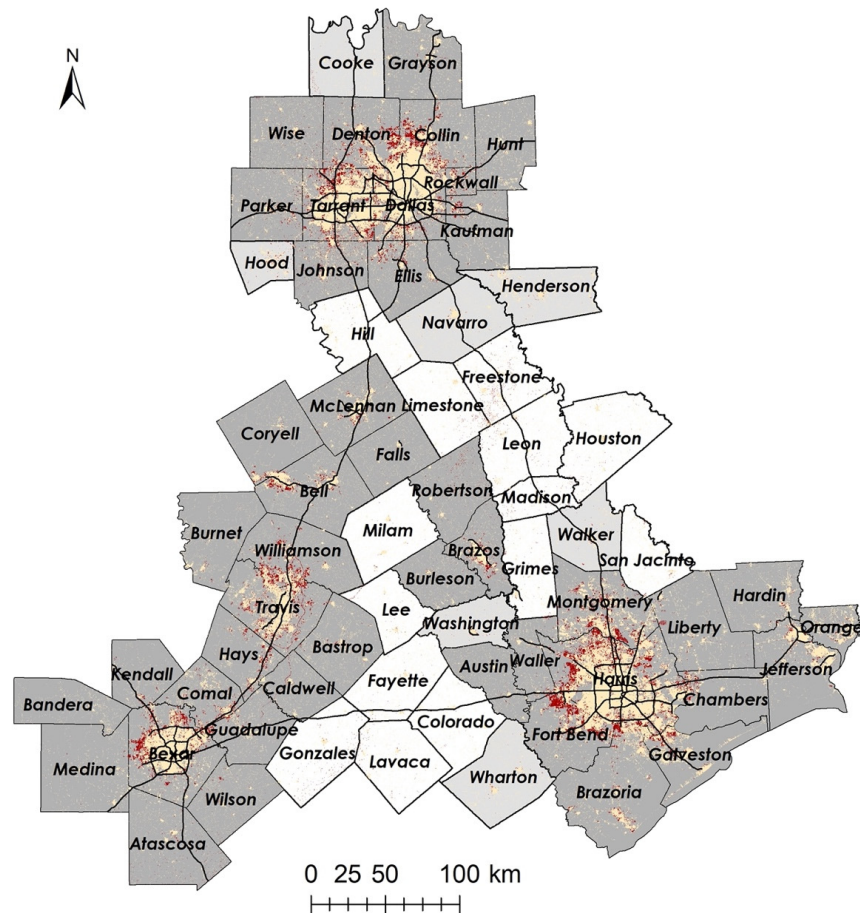 N
Cooke
Grayson
Wise
Denton
Collin
Hunt
Rockwall
Parker
Tarrant
Dallas
Kaufman
Hood
Johnson
Ellis
Henderson
Navarro
Hill
Freestone
McLennan
Limestone
Coryell
Leon
Houston
Falls
Bell
Robertson
Madison
Burnet
Milam
Walker
Williamson
Brazos
Grimes
San Jacinto
Burleson
Hardin
Travis
Lee
Montgomery
Washington
Liberty
Orange
Hays
Bastrop
Austin
Waller
Kendall
Comal
Caldwell
Fayette
Harris
Jefferson
Bandera
Chambers
Guadalupe
Colorado
Fort Bend
Bexar
Gonzales
Galveston
Medina
Lavaca
Wharton
Wilson
Brazoria
Atascosa
0 25 50 100 km